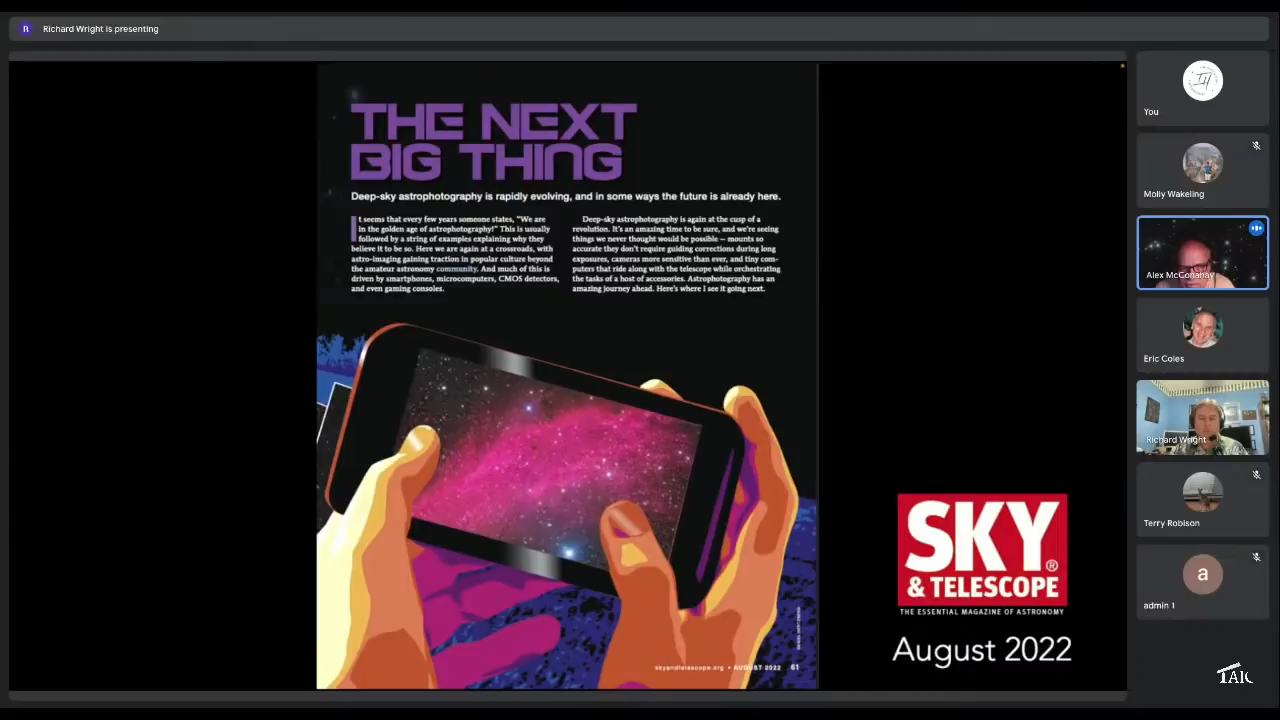 R
Richard Wright is presenting
THE NEXT
BIG THING
Deep-sky astrophotography is rapidly evolving, and in some ways the future is already here.
It seems that every few years someone states, "We are
in the golden age of astrophotography!" This is usually
followed by a string of examples explaining why they
believe it to be so. Here we are again at a crossroads, with
astro-imaging gaining traction in popular culture beyond
the amateur astronomy community. And much of this is
driven by smartphones, microcomputers, CMOS detectors,
and even gaming consoles.
Deep-sky astrophotography is again at the cusp of a
revolution. It's an amazing time to be sure, and we're seeing
things we never thought would be possible — mounts so
accurate they don't require guiding corrections during long
exposures, cameras more sensitive than ever, and tiny com-
puters that ride along with the telescope while orchestrating
the tasks of a host of accessories. Astrophotography has an
amazing journey ahead. Here's where I see it going next.
skyandtelescope.org • AUGUST 2022 61
SKY
& TELESCOPE
®
THE ESSENTIAL MAGAZINE OF ASTRONOMY
August 2022
You
Molly Wakeling
Alex McConahay
Eric Coles
Richard Wright
Terry Robison
a
admin 1
TAIC